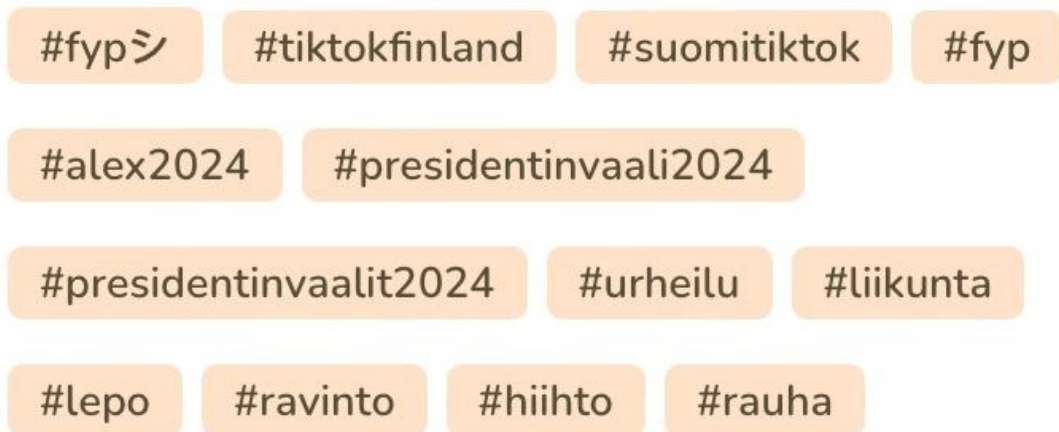 #fypシ #tiktokfinland #suomitiktok #fyp
#alex2024 #presidentinvaali2024
#presidentinvaalit2024 #urheilu #liikunta
#lepo #ravinto #hiihto #rauha